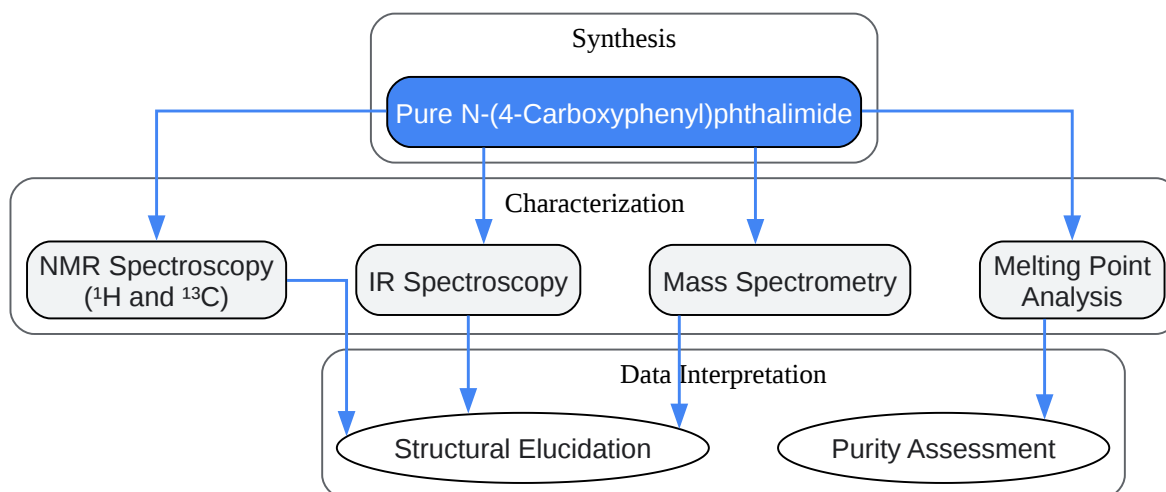 Synthesis
Pure N-(4-Carboxyphenyl)phthalimide
Characterization
NMR Spectroscopy
(¹H and ¹³C)
IR Spectroscopy
Mass Spectrometry
Melting Point
Analysis
Data Interpretation
Structural Elucidation
Purity Assessment